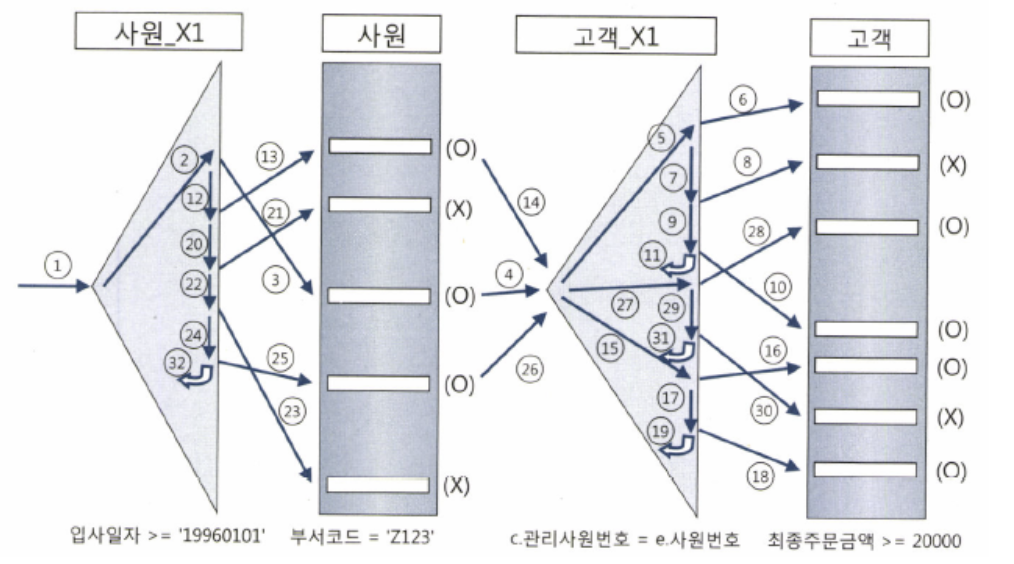 사원_X1
사원
고객_X1
고객
①
②
③
④
⑤
⑥
⑦
⑧
⑨
⑩
⑪
⑫
⑬
⑭
⑮
⑯
⑰
⑱
⑲
⑳
㉑
㉒
㉓
㉔
㉕
㉖
㉗
㉘
㉙
㉚
㉛
㉜
(O)
(X)
(O)
(O)
(X)
(O)
(X)
(O)
(O)
(O)
(X)
(O)
입사일자 >= '19960101'
부서코드 = 'Z123'
c.관리사원번호 = e.사원번호
최종주문금액 >= 20000